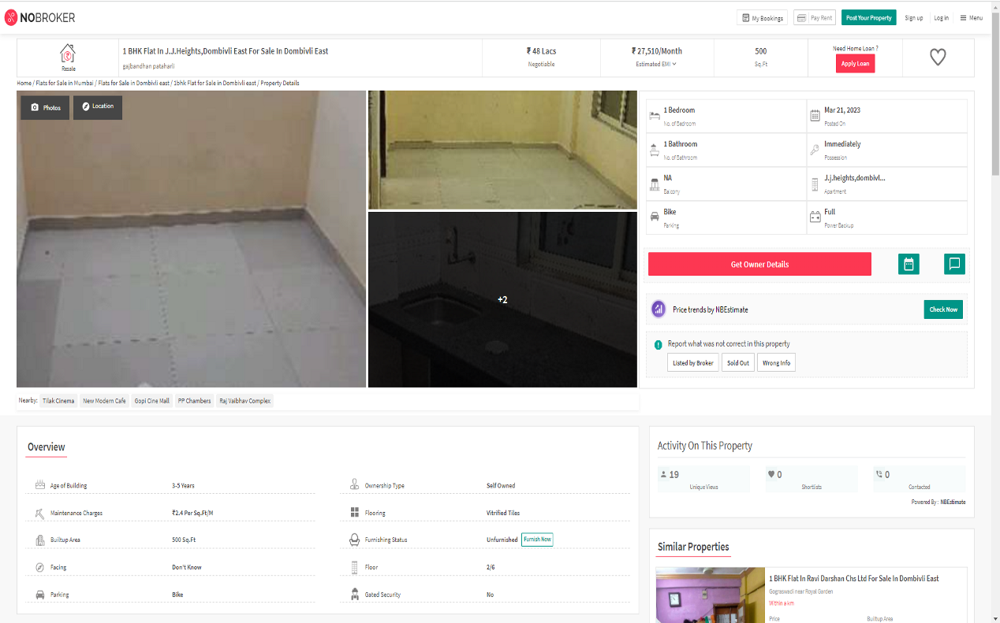 NOBROKER
My Bookings
Pay Rent
Post Your Property
Sign up
Log in
Menu
Resale
1 BHK Flat In J.J.Heights,Dombivli East For Sale In Dombivli East
gajbandhan pataharli
₹ 48 Lacs
Negotiable
₹ 27,510/Month
Estimated EMI
500
Sq.Ft
Need Home Loan ?
Apply Loan
Home / Flats for Sale in Mumbai / Flats for Sale in Dombivli east / 1bhk Flat for Sale in Dombivli east / Property Details
Photos
Location
+2
1 Bedroom
No. of Bedroom
Mar 21, 2023
Posted On
1 Bathroom
No. of Bathroom
Immediately
Possession
NA
Balcony
J.j.heights,dombivl...
Apartment
Bike
Parking
Full
Power Backup
Get Owner Details
Price trends by NBEstimate
Check Now
Report what was not correct in this property
Listed by Broker
Sold Out
Wrong Info
Nearby:
Tilak Cinema
New Modern Cafe
Gopi Cine Mall
PP Chambers
Raj Vaibhav Complex
Overview
Age of Building
3-5 Years
Ownership Type
Self Owned
Maintenance Charges
₹2.4 Per Sq.Ft/M
Flooring
Vitrified Tiles
Builtup Area
500 Sq.Ft
Furnishing Status
Unfurnished
Furnish Now
Facing
Don't Know
Floor
2/6
Parking
Bike
Gated Security
No
Activity On This Property
19
Unique Views
0
Shortlists
0
Contacted
Powered By : NBEstimate
Similar Properties
1 BHK Flat In Ravi Darshan Chs Ltd For Sale In Dombivli East
Gograswadi near Royal Garden
Within a km
Price
Builtup Area